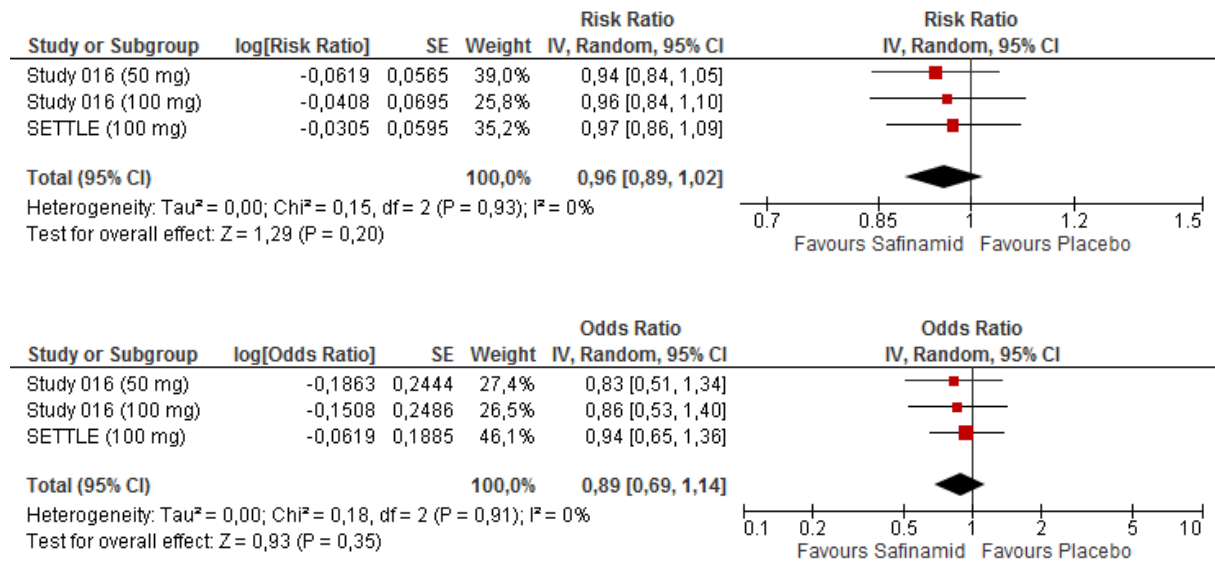 Risk Ratio Risk Ratio
Study or Subgroup log[Risk Ratio] SE Weight IV, Random, 95% CI IV, Random, 95% CI
Study 016 (50 mg) -0,0619 0,0565 39,0% 0,94 [0,84, 1,05]
Study 016 (100 mg) -0,0408 0,0695 25,8% 0,96 [0,84, 1,10]
SETTLE (100 mg) -0,0305 0,0595 35,2% 0,97 [0,86, 1,09]
Total (95% CI) 100,0% 0,96 [0,89, 1,02]
Heterogeneity: Tau² = 0,00; Chi² = 0,15, df = 2 (P = 0,93); I² = 0%
Test for overall effect: Z = 1,29 (P = 0,20)
0.7 0.85 1 1.2 1.5
Favours Safinamid Favours Placebo
Odds Ratio Odds Ratio
Study or Subgroup log[Odds Ratio] SE Weight IV, Random, 95% CI IV, Random, 95% CI
Study 016 (50 mg) -0,1863 0,2444 27,4% 0,83 [0,51, 1,34]
Study 016 (100 mg) -0,1508 0,2486 26,5% 0,86 [0,53, 1,40]
SETTLE (100 mg) -0,0619 0,1885 46,1% 0,94 [0,65, 1,36]
Total (95% CI) 100,0% 0,89 [0,69, 1,14]
Heterogeneity: Tau² = 0,00; Chi² = 0,18, df = 2 (P = 0,91); I² = 0%
Test for overall effect: Z = 0,93 (P = 0,35)
0.1 0.2 0.5 1 2 5 10
Favours Safinamid Favours Placebo